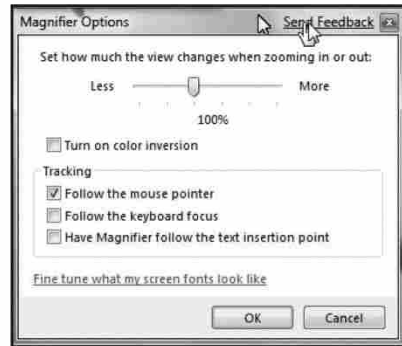 Magnifier Options Send Feedback
Set how much the view changes when zooming in or out:
Less More
100%
Turn on color inversion
Tracking
Follow the mouse pointer
Follow the keyboard focus
Have Magnifier follow the text insertion point
Fine tune what my screen fonts look like
OK Cancel